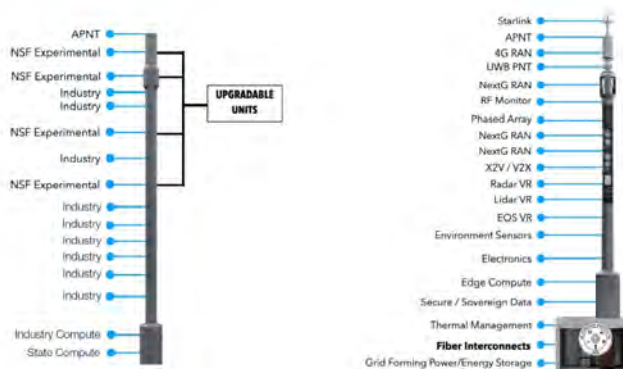 APNT
NSF Experimental
NSF Experimental
Industry
Industry
NSF Experimental
Industry
NSF Experimental
Industry
Industry
Industry
Industry
Industry
Industry
Industry Compute
State Compute
UPGRADABLE
UNITS
Starlink
APNT
4G RAN
UWB PNT
NextG RAN
RF Monitor
Phased Array
NextG RAN
NextG RAN
X2V / V2X
Radar VR
Lidar VR
EOS VR
Environment Sensors
Electronics
Edge Compute
Secure / Sovereign Data
Thermal Management
Fiber Interconnects
Grid Forming Power/Energy Storage